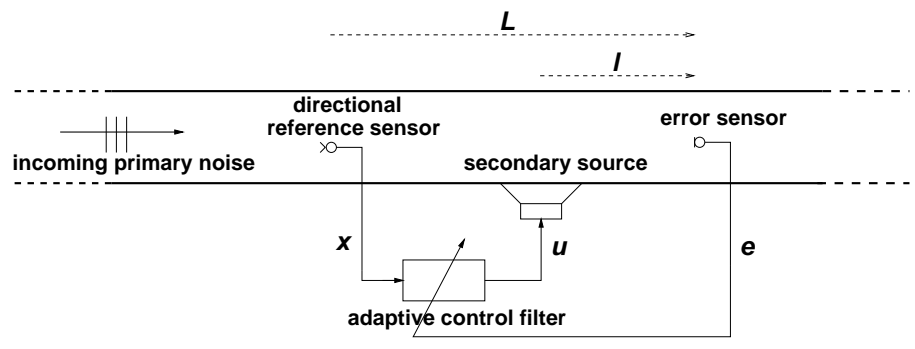 L
l
directional
reference sensor
error sensor
incoming primary noise
secondary source
x
u
e
adaptive control filter